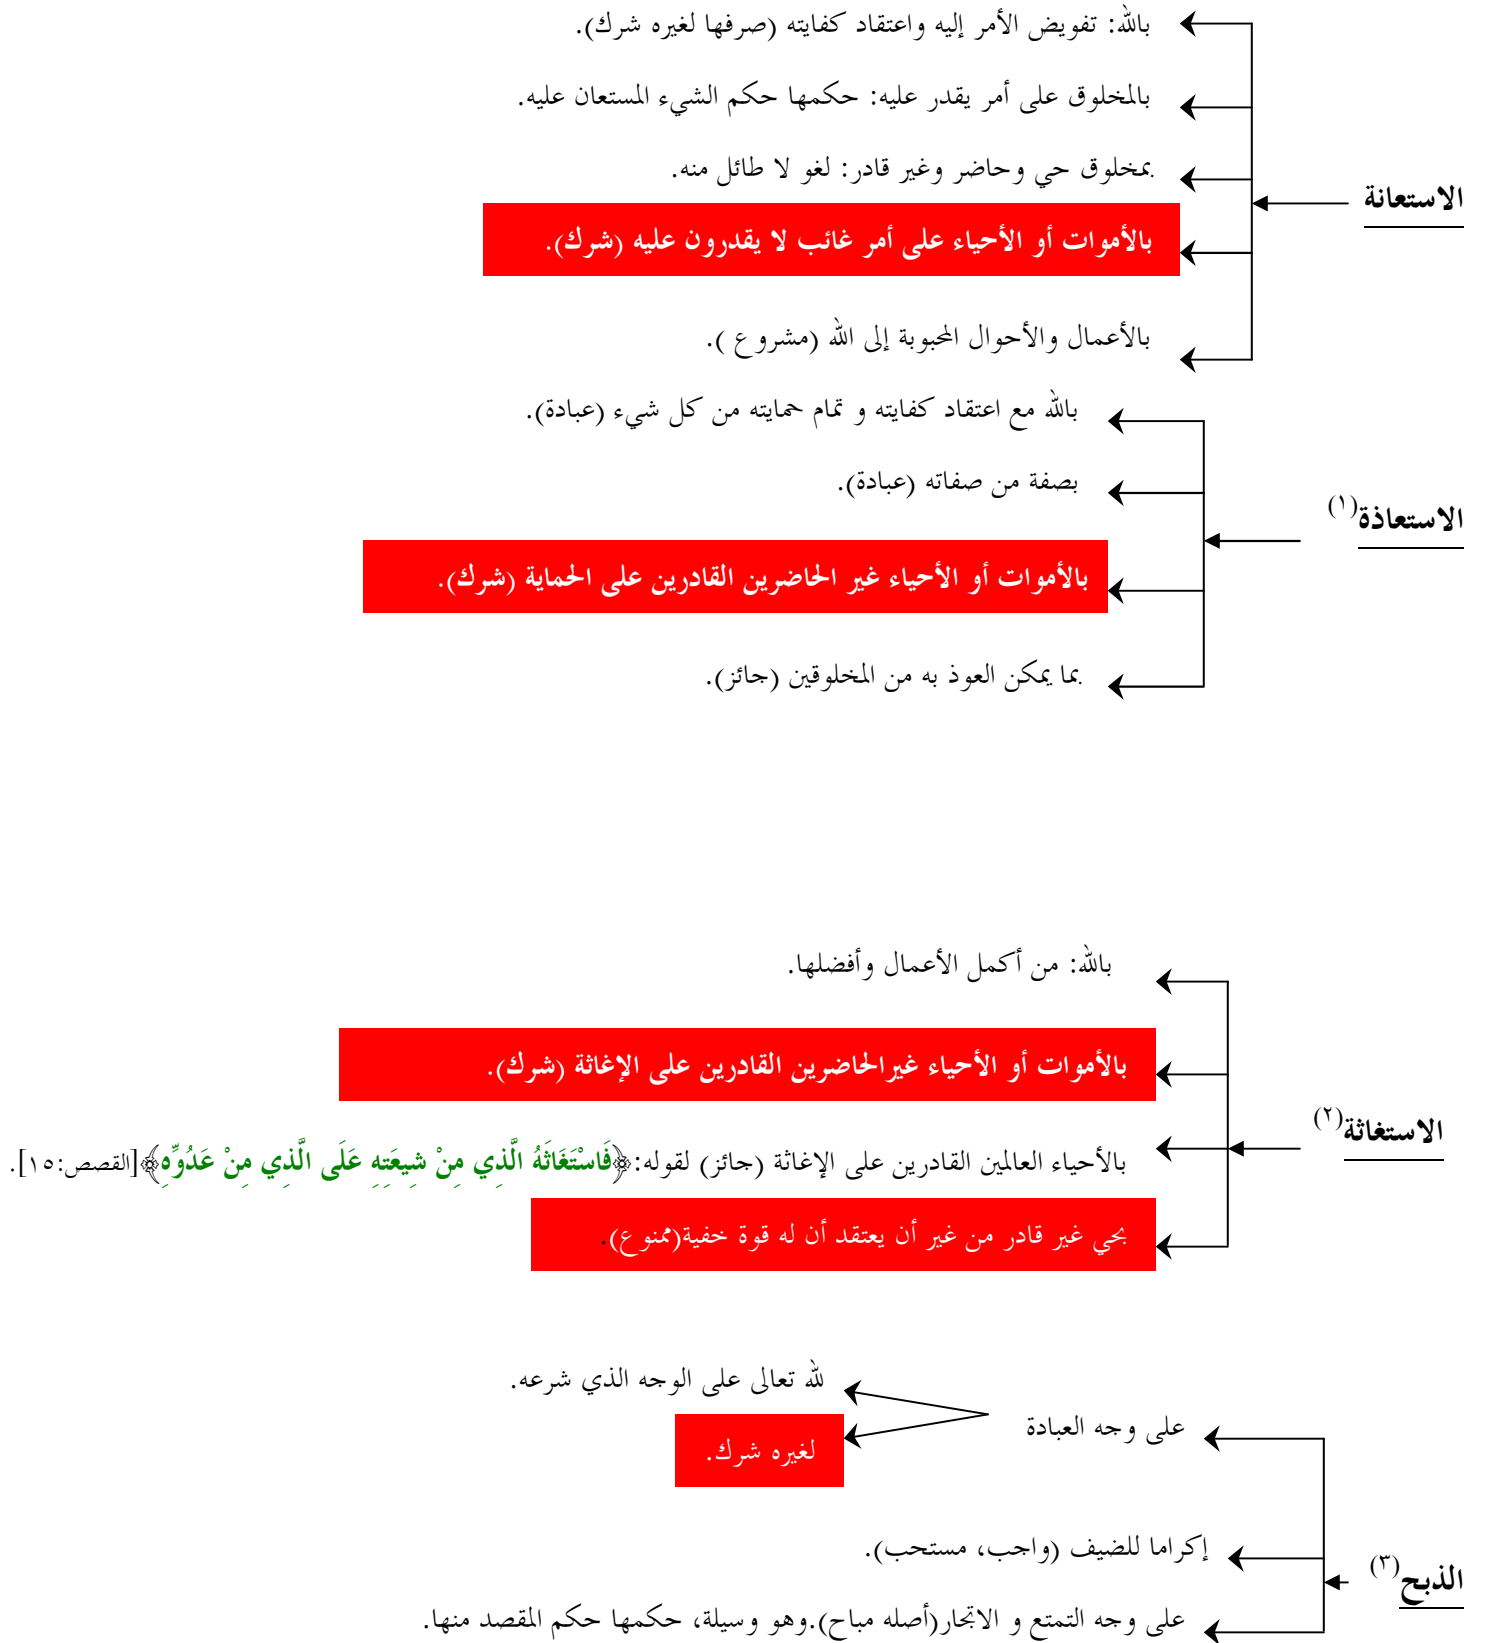 بالله: تفويض الأمر إليه واعتقاد كفايته (صرفها لغيره شرك).
بالمخلوق على أمر يقدر عليه: حكمها حكم الشيء المستعان عليه.
بمخلوق حي وحاضر وغير قادر: لغو لا طائل منه.
الاستعانة
بالأموات أو الأحياء على أمر غائب لا يقدرون عليه (شرك).
بالأعمال والأحوال المحبوبة إلى الله (مشروع ).
بالله مع اعتقاد كفايته و تمام حمايته من كل شيء (عبادة).
بصفة من صفاته (عبادة).
الاستعاذة(١)
بالأموات أو الأحياء غير الحاضرين القادرين على الحماية (شرك).
بما يمكن العوذ به من المخلوقين (جائز).
بالله: من أكمل الأعمال وأفضلها.
بالأموات أو الأحياء غيرالحاضرين القادرين على الإغاثة (شرك).
الاستغاثة(٢)
بالأحياء العالمين القادرين على الإغاثة (جائز) لقوله:﴿فَاسْتَغَاثَهُ الَّذِي مِنْ شِيعَتِهِ عَلَى الَّذِي مِنْ عَدُوِّهِ﴾[القصص:١٥].
بحي غير قادر من غير أن يعتقد أن له قوة خفية(ممنوع).
لله تعالى على الوجه الذي شرعه.
على وجه العبادة
لغيره شرك.
إكراما للضيف (واجب، مستحب).
الذبح(٣)
على وجه التمتع و الاتجار(أصله مباح).وهو وسيلة، حكمها حكم المقصد منها.